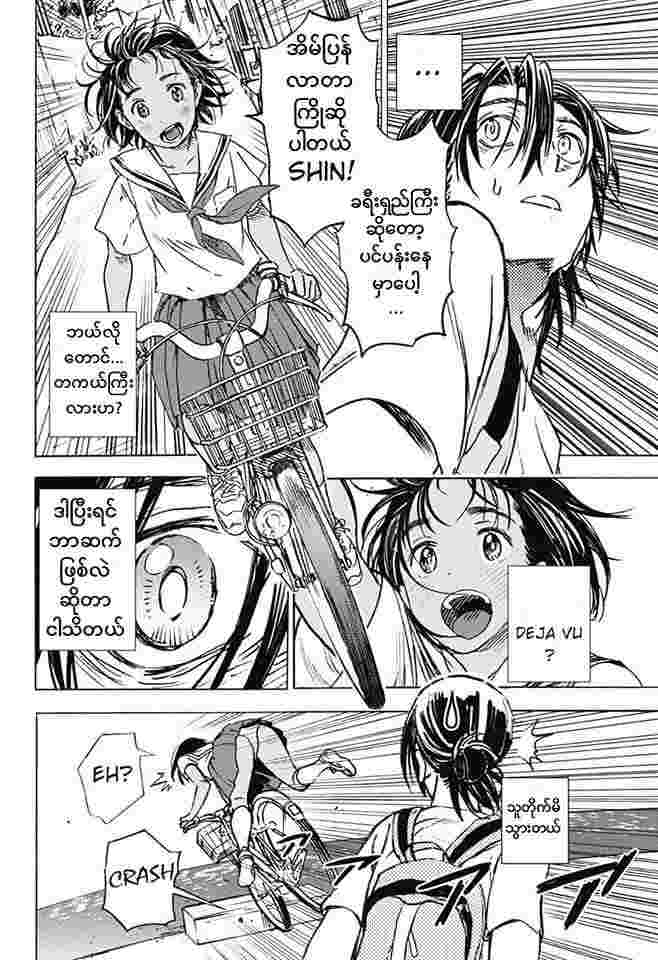 ...
အိမ်ပြန်
လာတာ
ကြိုဆို
ပါတယ်
SHIN!
ခရီးရှည်ကြီး
ဆိုတော့
ပင်ပန်းနေ
မှာပေါ့
...
ဘယ်လို
တောင်...
တကယ်ကြီး
လားဟ?
DEJA VU
?
ဒါပြီးရင်
ဘာဆက်
ဖြစ်လဲ
ဆိုတာ
ငါသိတယ်
EH?
CRASH
သူတိုက်မိ
သွားတယ်